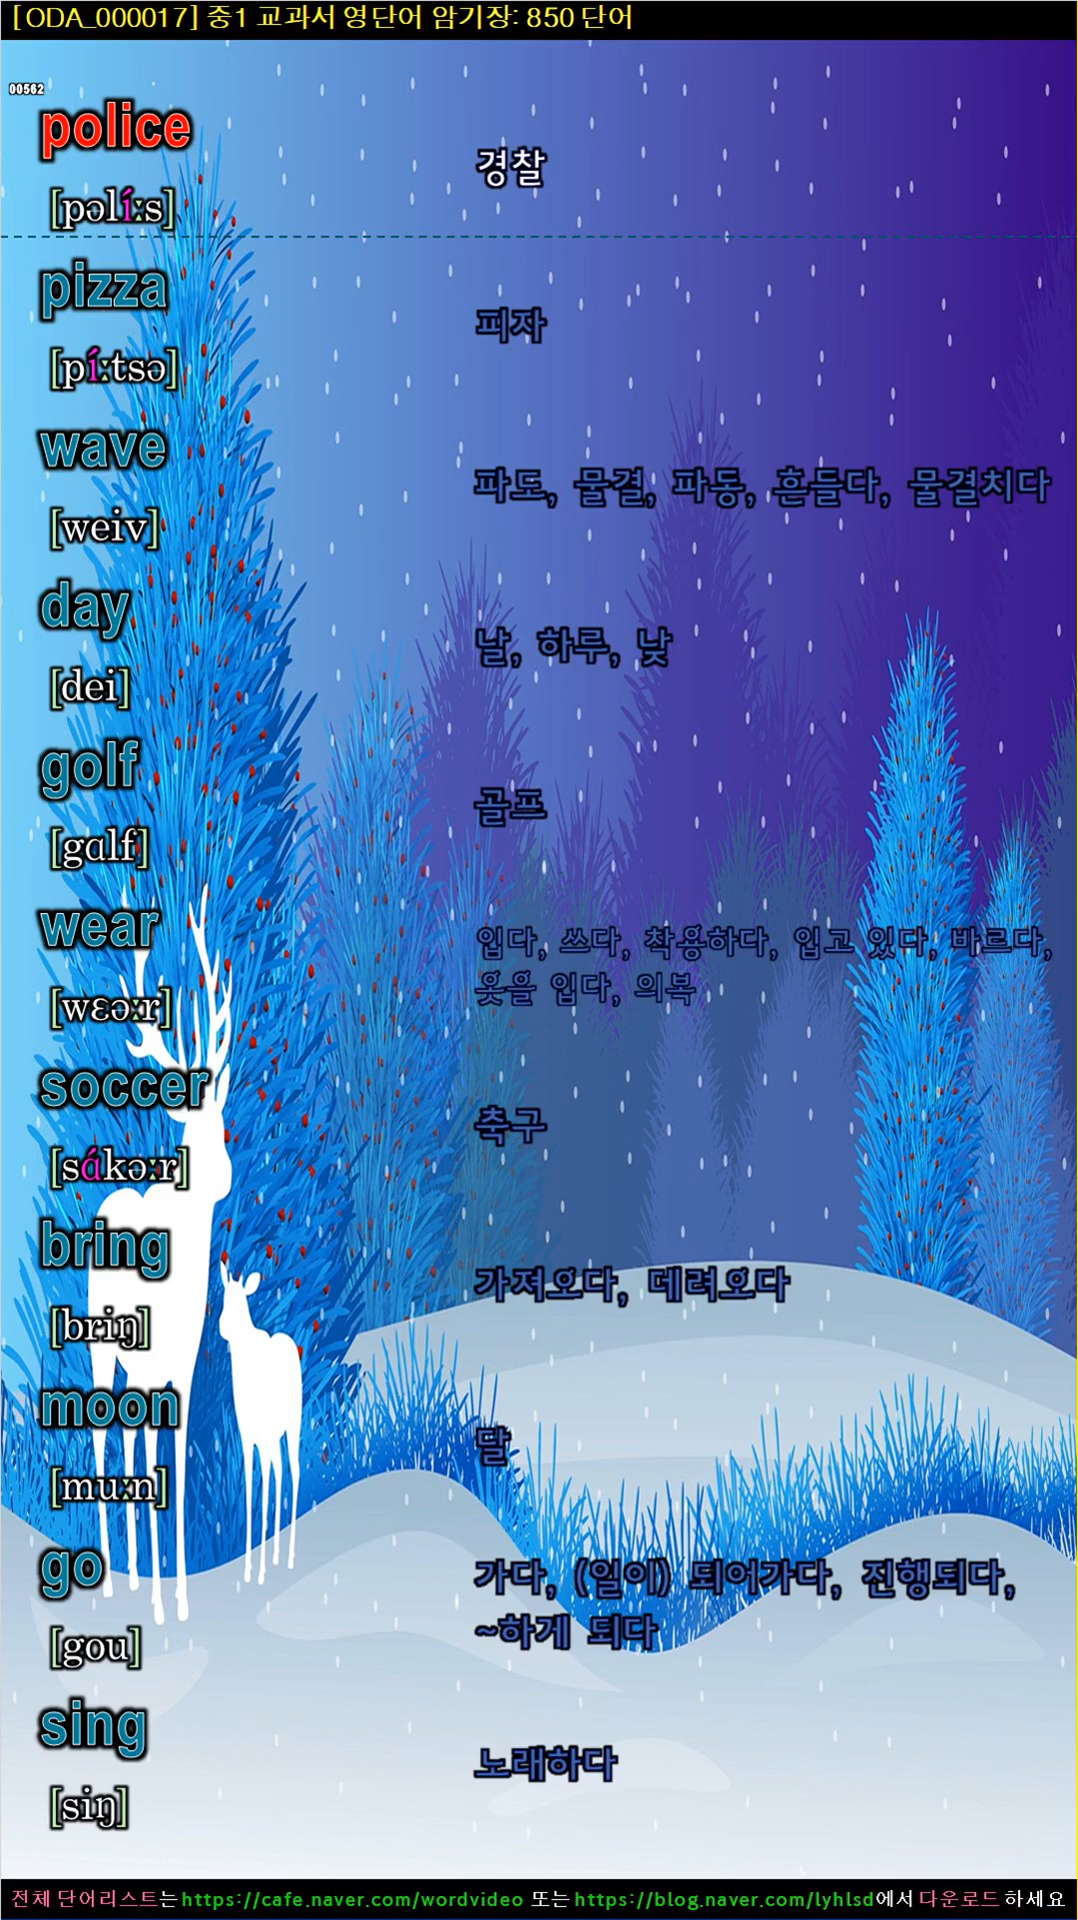 [ODA_000017] 중1 교과서 영단어 암기장: 850 단어
00562
police
경찰
[pəlíːs]
pizza
피자
[píːtsə]
wave
파도, 물결, 파동, 흔들다, 물결치다
[weiv]
day
날, 하루, 낮
[dei]
golf
골프
[gɑlf]
wear
입다, 쓰다, 착용하다, 입고 있다, 바르다,
옷을 입다, 의복
[wɛəːr]
soccer
축구
[sɑ́kəːr]
bring
가져오다, 데려오다
[briŋ]
moon
달
[muːn]
go
가다, (일이) 되어가다, 진행되다,
~하게 되다
[gou]
sing
노래하다
[siŋ]
전체 단어리스트는 https://cafe.naver.com/wordvideo 또는 https://blog.naver.com/lyhlsd에서 다운로드 하세요